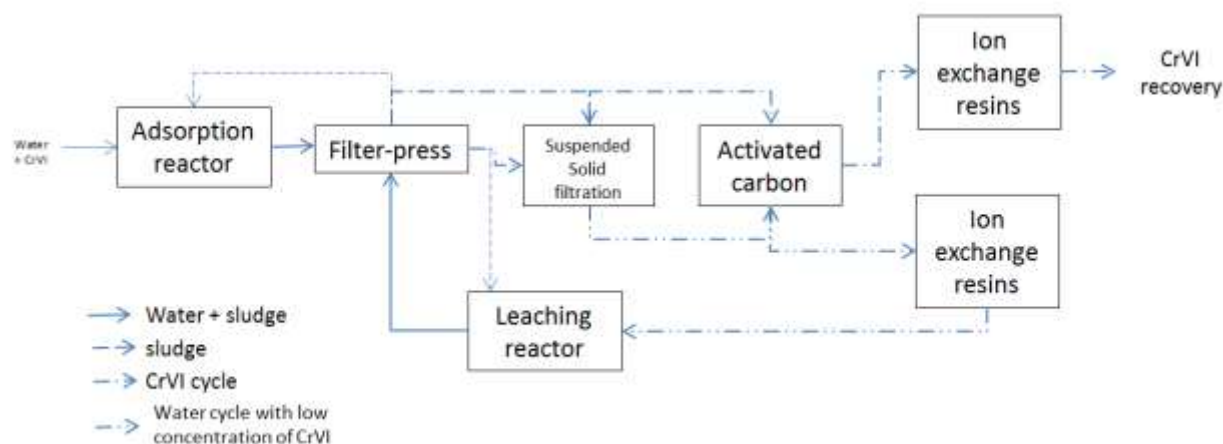 Water
+ CrVI
Adsorption
reactor
Filter-press
Suspended
Solid
filtration
Activated
carbon
Ion
exchange
resins
CrVI
recovery
Ion
exchange
resins
Leaching
reactor
Water + sludge
sludge
CrVI cycle
Water cycle with low
concentration of CrVI